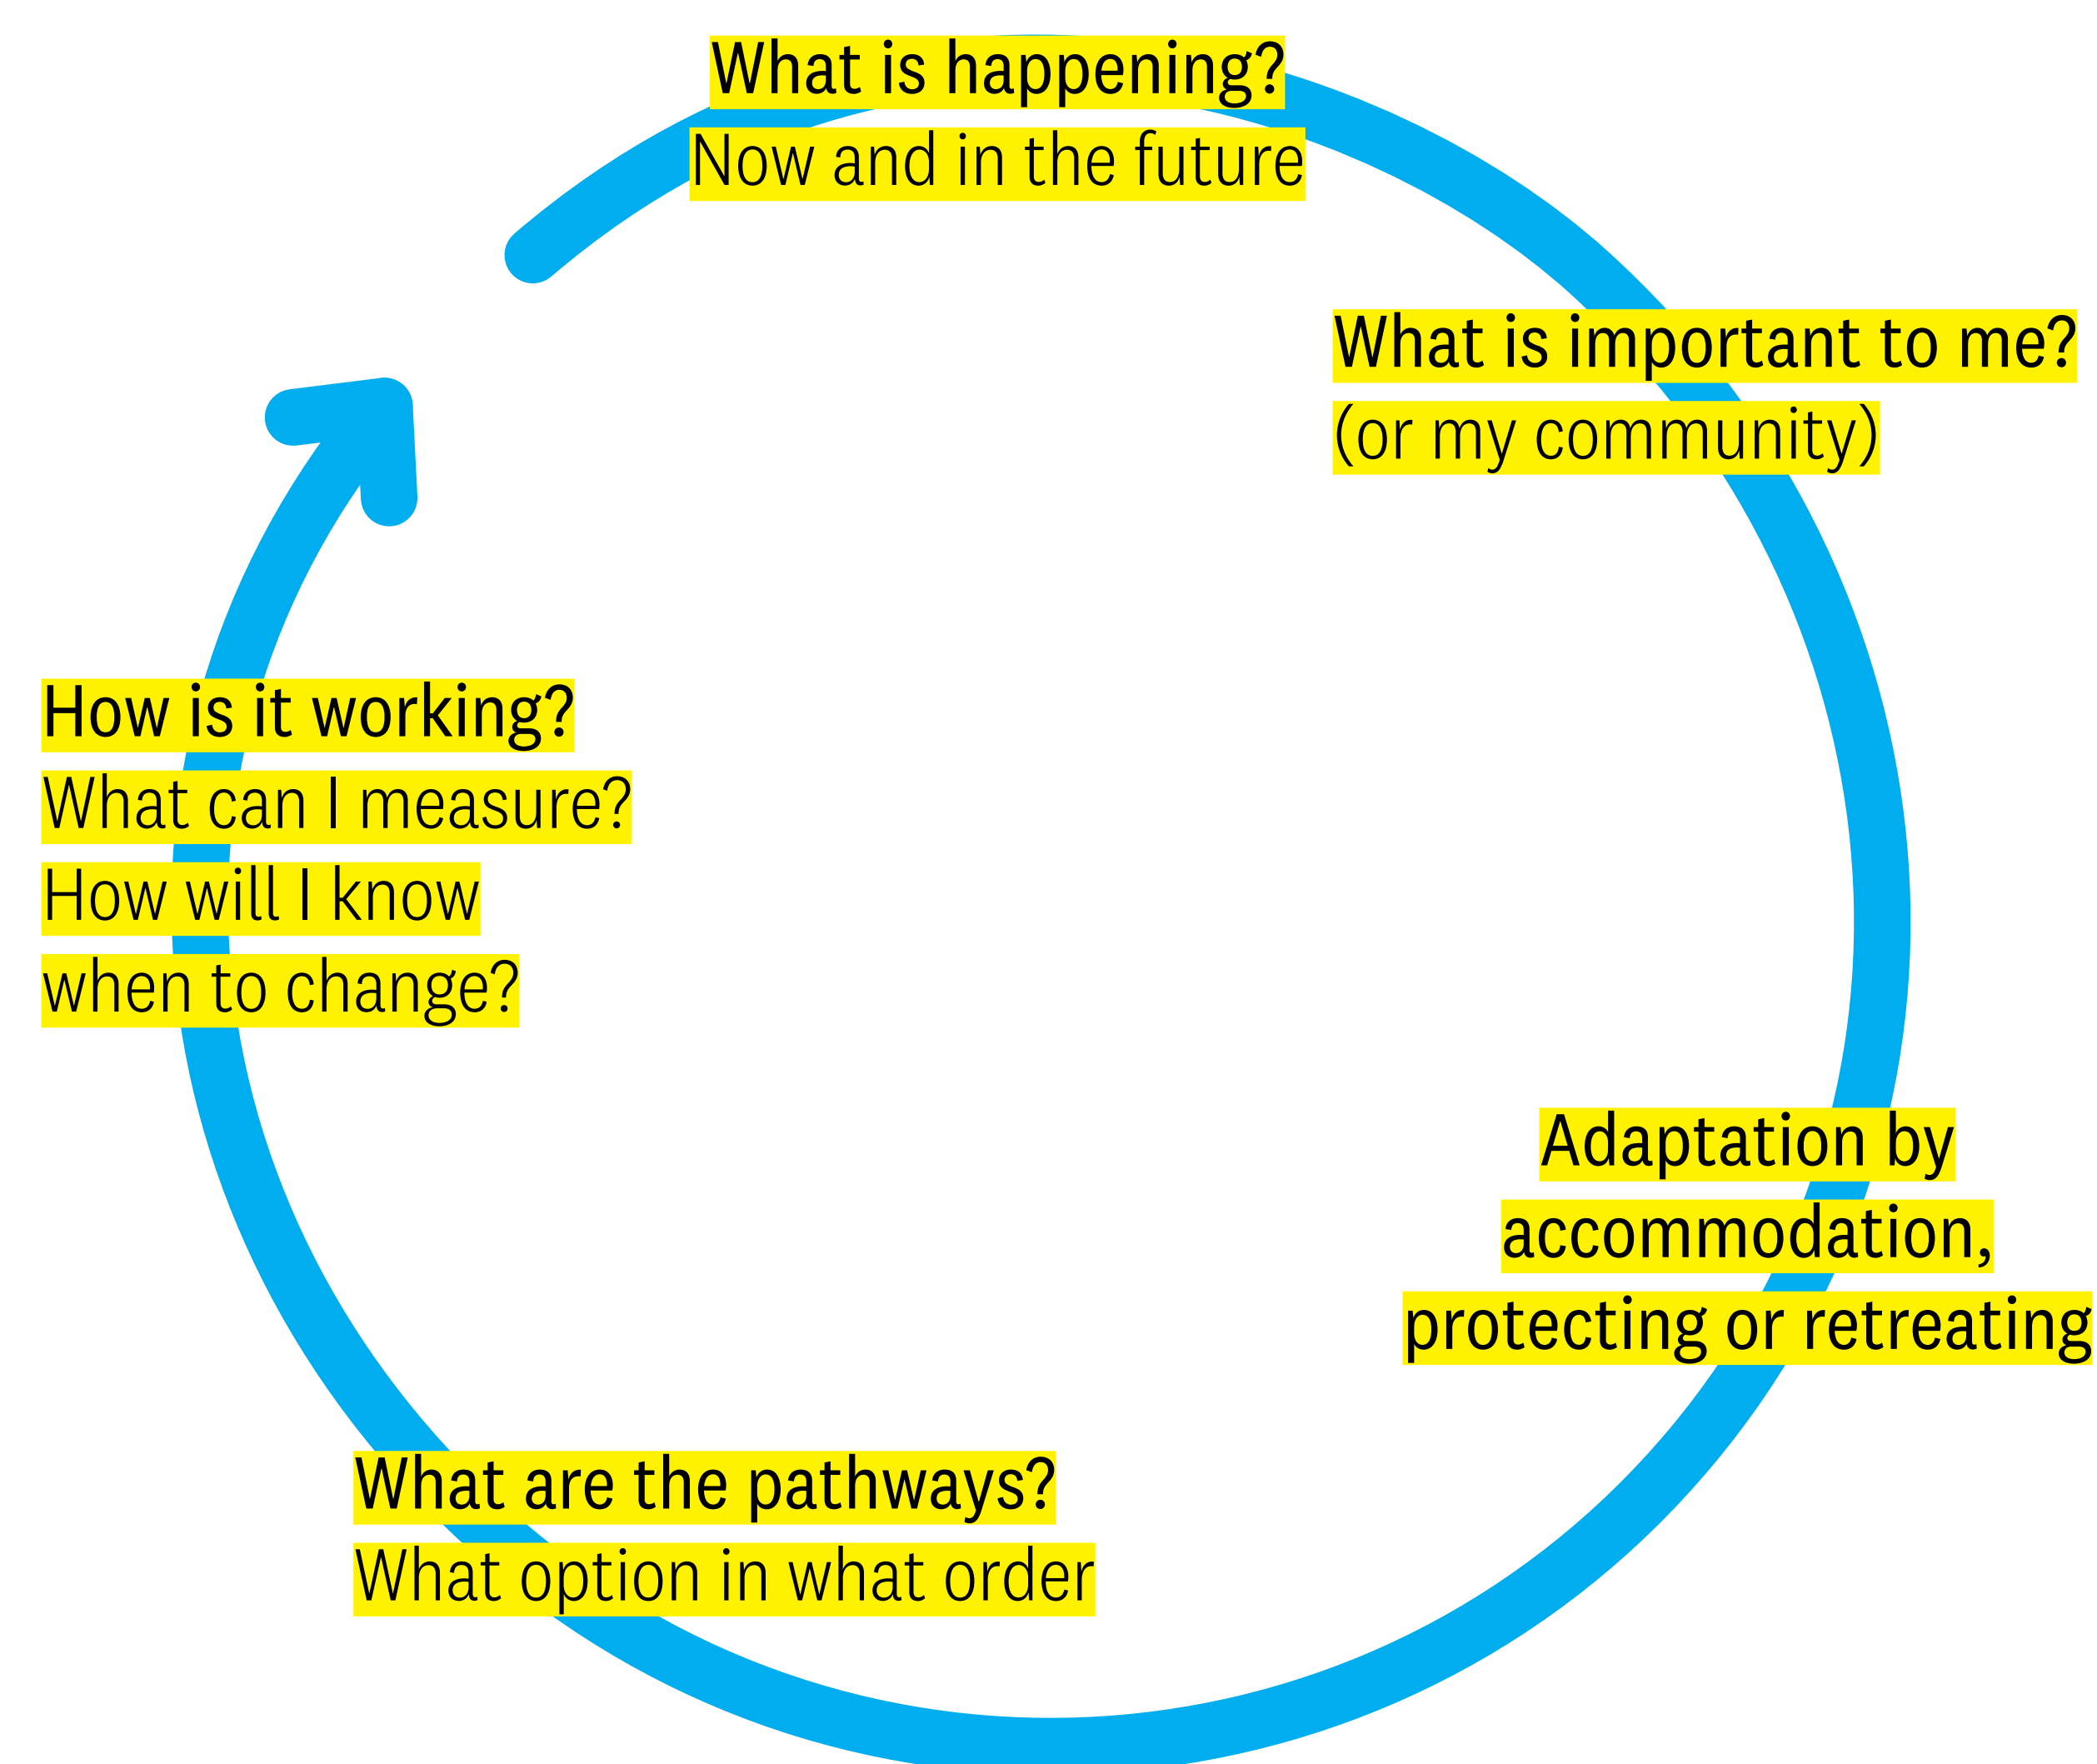 What is happening?
Now and in the future
What is important to me?
(or my community)
Adaptation by
accommodation,
protecting or retreating
What are the pathways?
What option in what order
How is it working?
What can I measure?
How will I know
when to change?